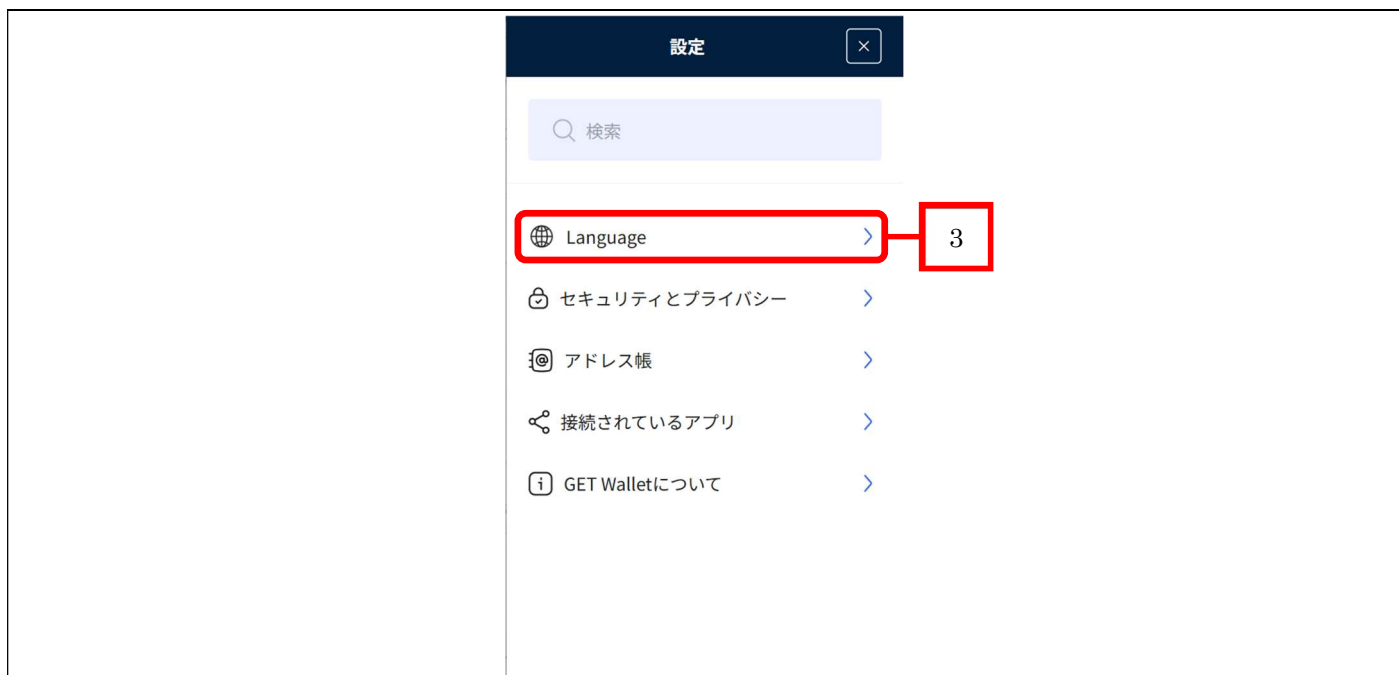 設定
検索
Language
3
セキュリティとプライバシー
アドレス帳
接続されているアプリ
GET Walletについて